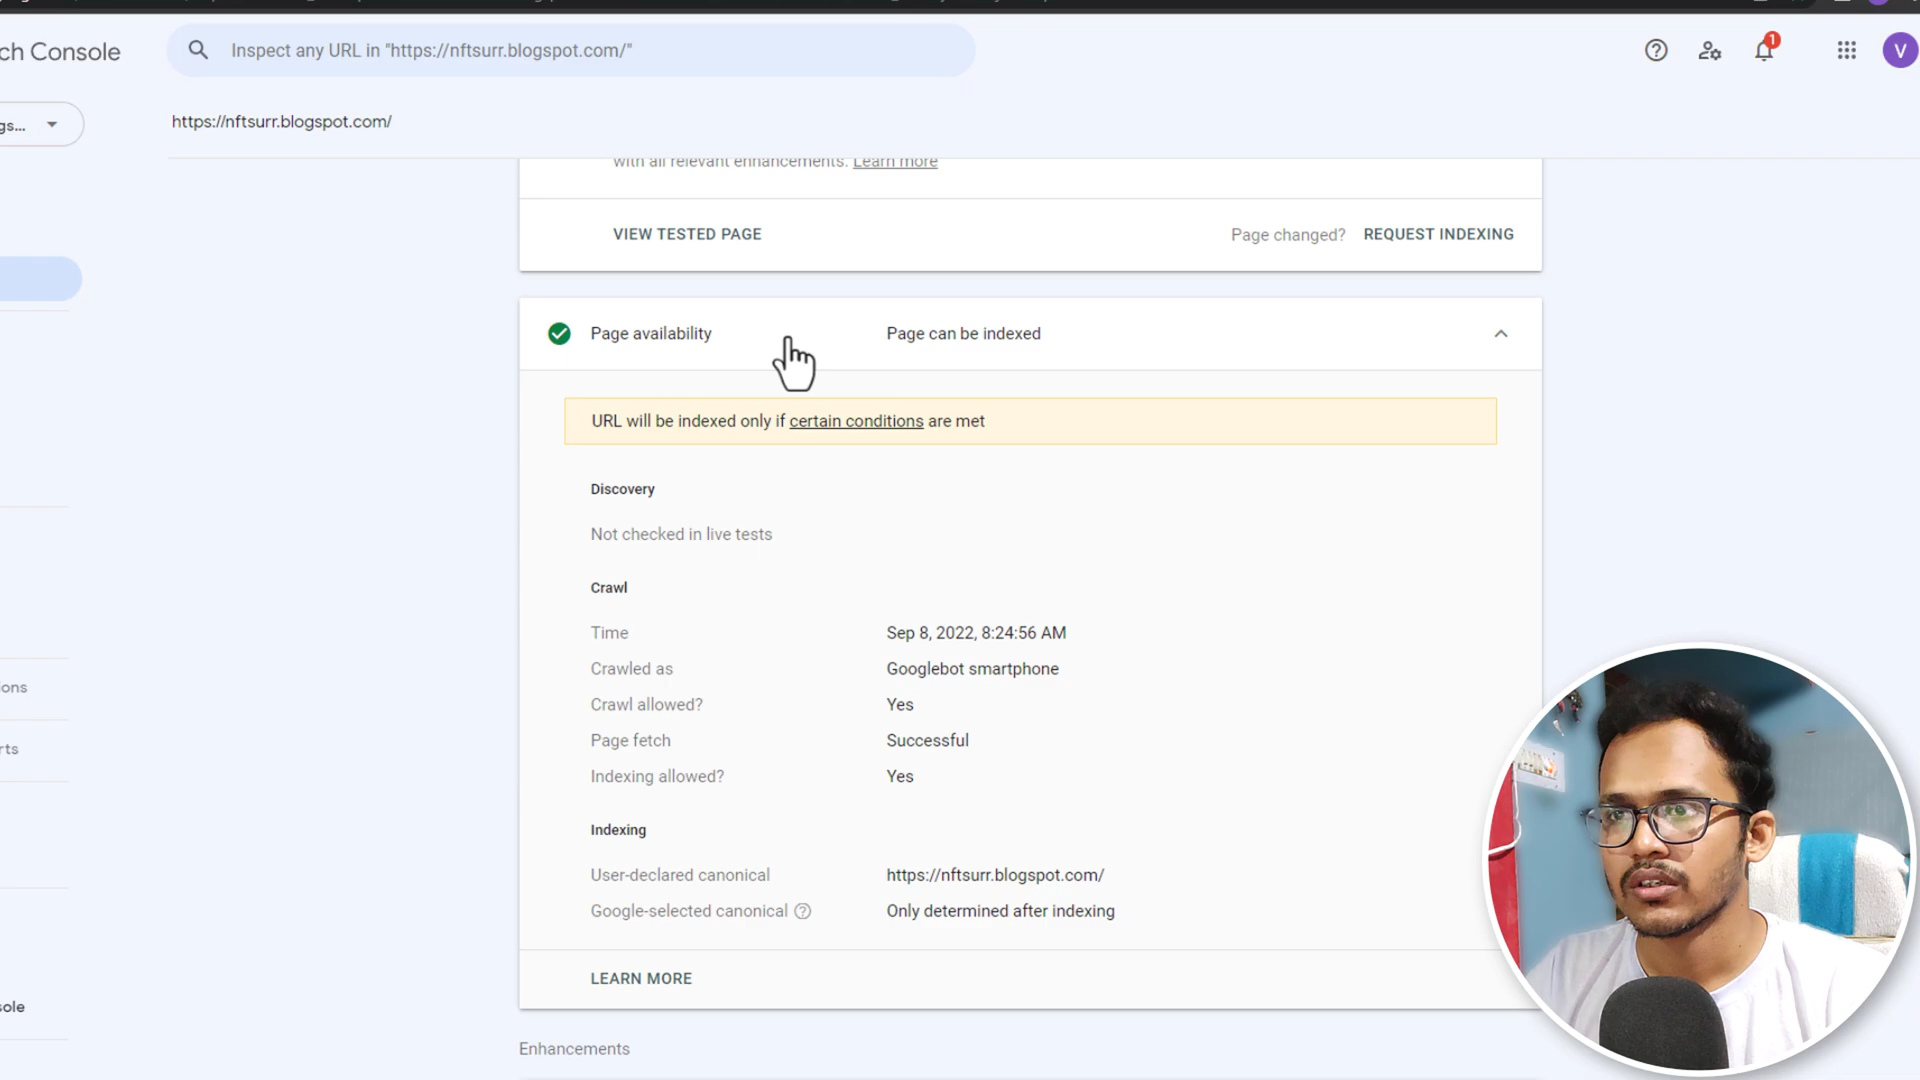 ch Console
Inspect any URL in "https://nftsurr.blogspot.com/"
1
V
gs...
https://nftsurr.blogspot.com/
with all relevant enhancements. Learn more
VIEW TESTED PAGE
Page changed? REQUEST INDEXING
Page availability Page can be indexed
URL will be indexed only if certain conditions are met
Discovery
Not checked in live tests
Crawl
Time Sep 8, 2022, 8:24:56 AM
Crawled as Googlebot smartphone
Crawl allowed? Yes
Page fetch Successful
Indexing allowed? Yes
Indexing
User-declared canonical https://nftsurr.blogspot.com/
Google-selected canonical Only determined after indexing
LEARN MORE
Enhancements
ions
rts
sole